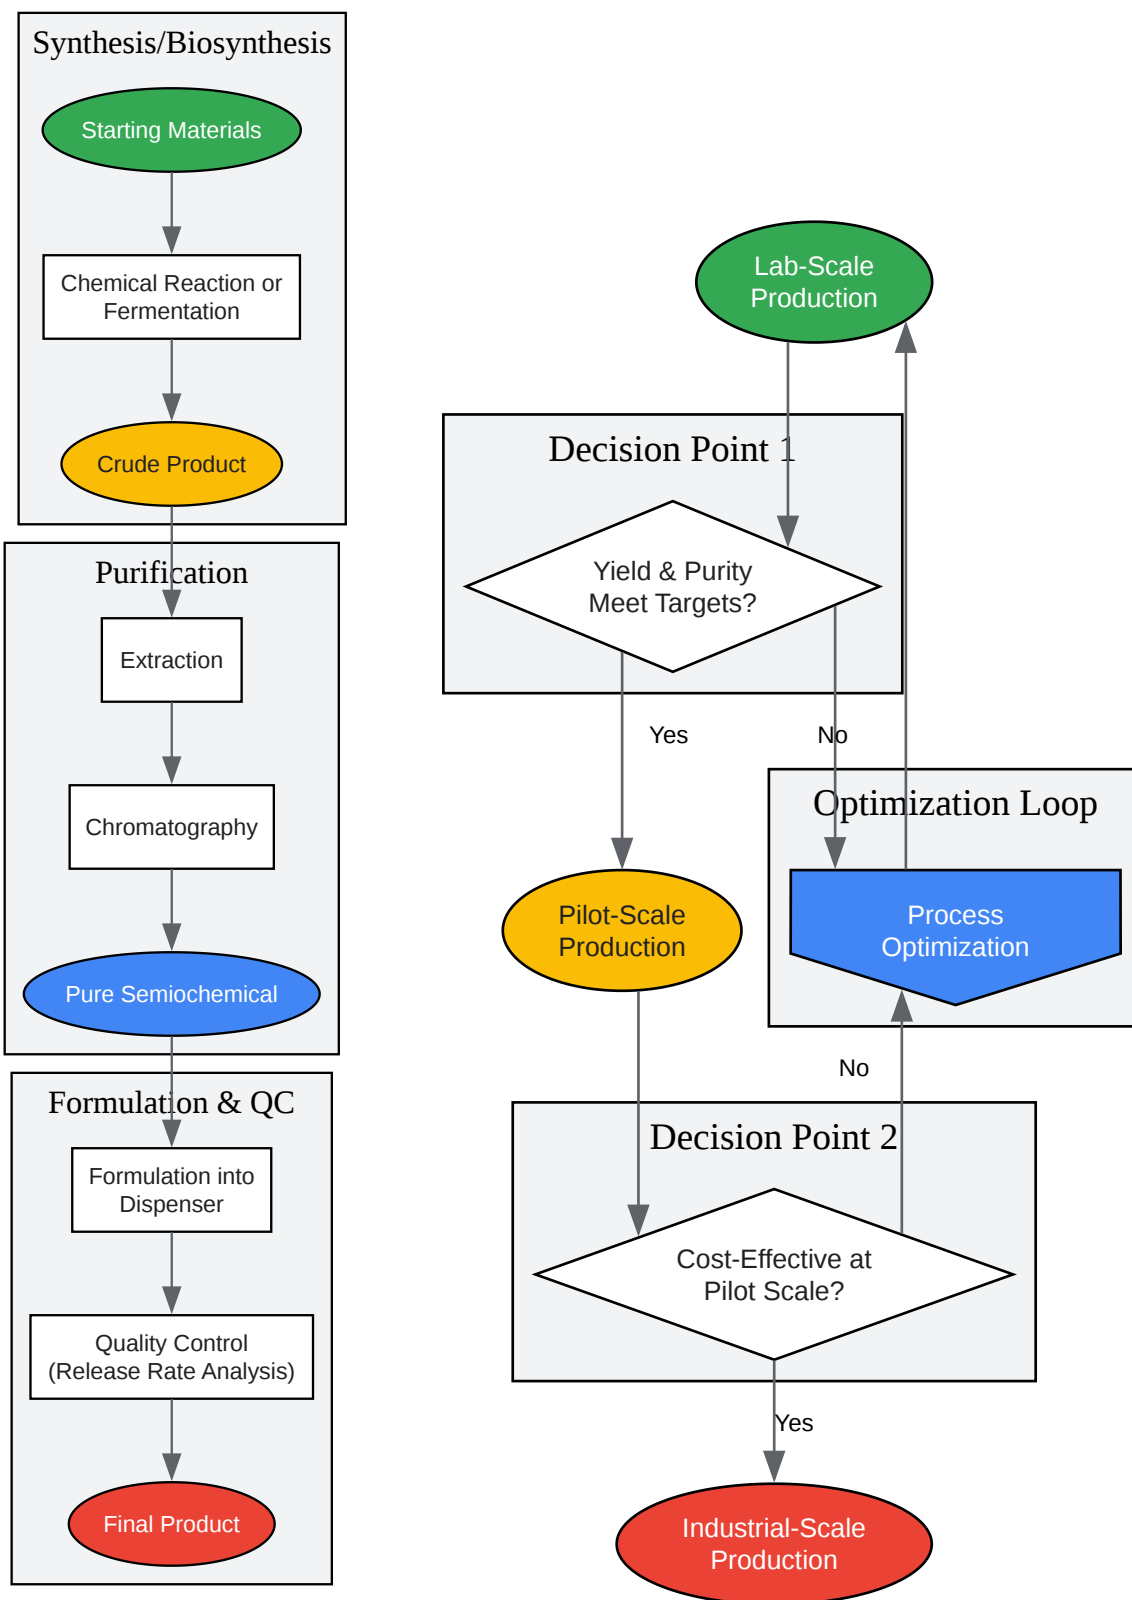 Synthesis/Biosynthesis
Starting Materials
Chemical Reaction or
Fermentation
Crude Product
Purification
Extraction
Chromatography
Pure Semiochemical
Formulation & QC
Formulation into
Dispenser
Quality Control
(Release Rate Analysis)
Final Product
Lab-Scale
Production
Decision Point 1
Yield & Purity
Meet Targets?
Yes
No
Optimization Loop
Process
Optimization
Pilot-Scale
Production
No
Decision Point 2
Cost-Effective at
Pilot Scale?
Yes
Industrial-Scale
Production